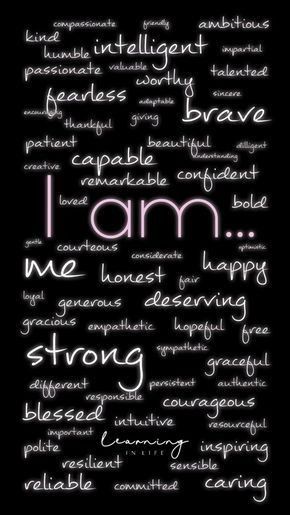 compassionate friendly ambitious
kind intelligent impartial
humble
passionate valuable worthy talented
fearless adaptable sincere
encouraging thankful giving brave
patient beautiful dilligent
creative capable understanding
remarkable confident
loved bold
I am...
gentle courteous optimistic
me considerate happy
honest fair
loyal generous deserving
gracious empathetic hopeful free
strong sympathetic
graceful
different persistent authentic
responsible
blessed courageous
important intuitive resourceful
polite learning inspiring
IN LIFE
resilient sensible
reliable committed caring